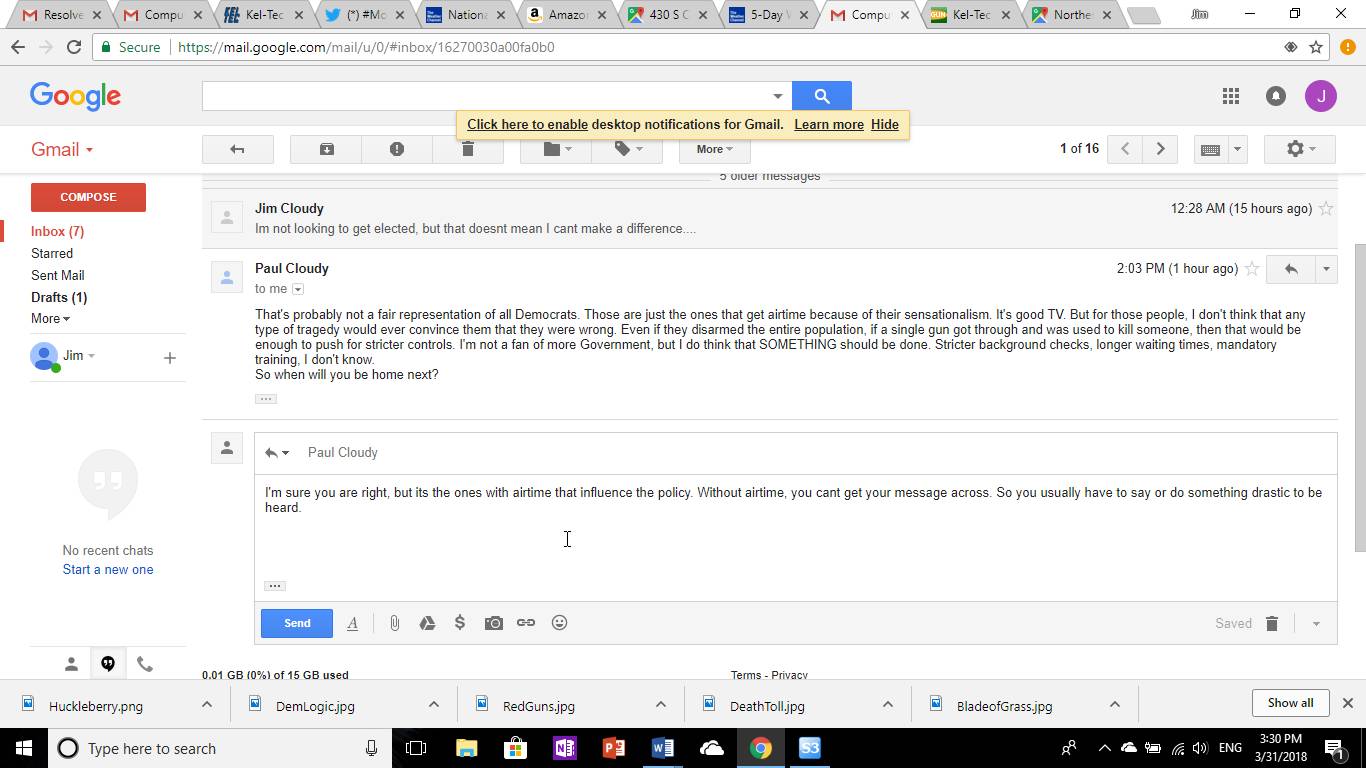 Resolve
Compu
Kel-Tec
(*) #Mo
Nationa
Amazo
430 S C
5-Day
Compu
Kel-Tec
Northe
Jim
Secure
https://mail.google.com/mail/u/0/#inbox/16270030a00fa0b0
Google
J
Click here to enable desktop notifications for Gmail. Learn more Hide
Gmail
More
1 of 16
COMPOSE
5 older messages
Jim Cloudy
12:28 AM (15 hours ago)
Im not looking to get elected, but that doesnt mean I cant make a difference....
Inbox (7)
Starred
Sent Mail
Drafts (1)
More
Jim
Paul Cloudy
2:03 PM (1 hour ago)
to me
That's probably not a fair representation of all Democrats. Those are just the ones that get airtime because of their sensationalism. It's good TV. But for those people, I don't think that any
type of tragedy would ever convince them that they were wrong. Even if they disarmed the entire population, if a single gun got through and was used to kill someone, then that would be
enough to push for stricter controls. I'm not a fan of more Government, but I do think that SOMETHING should be done. Stricter background checks, longer waiting times, mandatory
training, I don't know.
So when will you be home next?
Paul Cloudy
I'm sure you are right, but its the ones with airtime that influence the policy. Without airtime, you cant get your message across. So you usually have to say or do something drastic to be
heard.
No recent chats
Start a new one
Send
Saved
0.01 GB (0%) of 15 GB used
Terms - Privacy
Huckleberry.png
DemLogic.jpg
RedGuns.jpg
DeathToll.jpg
BladeofGrass.jpg
Show all
Type here to search
ENG
3:30 PM
3/31/2018
1